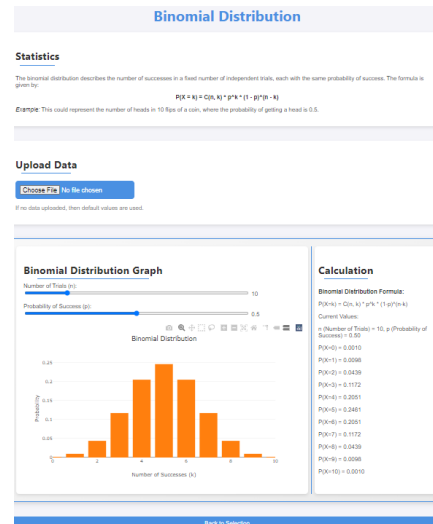 Binomial Distribution
Statistics
The binomial distribution describes the number of successes in a fixed number of independent trials, each with the same probability of success. The formula is
given by:
P(X = k) = C(n, k) * p^k * (1 - p)^(n - k)
Example: This could represent the number of heads in 10 flips of a coin, where the probability of getting a head is 0.5.
Upload Data
Choose File No file chosen
If no data uploaded, then default values are used.
Binomial Distribution Graph
Number of Trials (n):
10
Probability of Success (p):
0.5
Binomial Distribution
0.25
0.2
0.15
0.1
0.05
0
Probability
0 2 4 6 8 10
Number of Successes (k)
Calculation
Binomial Distribution Formula:
P(X=k) = C(n, k) * p^k * (1-p)^(n-k)
Current Values:
n (Number of Trials) = 10, p (Probability of
Success) = 0.50
P(X=0) = 0.0010
P(X=1) = 0.0098
P(X=2) = 0.0439
P(X=3) = 0.1172
P(X=4) = 0.2051
P(X=5) = 0.2461
P(X=6) = 0.2051
P(X=7) = 0.1172
P(X=8) = 0.0439
P(X=9) = 0.0098
P(X=10) = 0.0010
Back to Selection